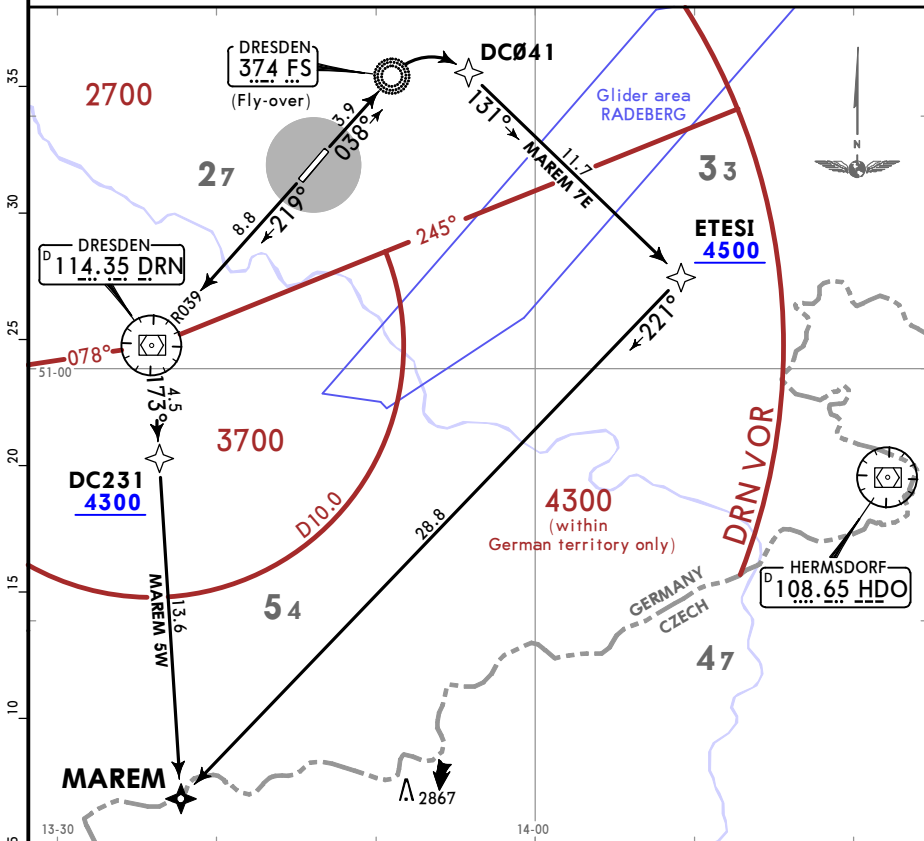 35
30
25
20
15
10
5
2700
DRESDEN
374 FS
(Fly-over)
DCØ41
Glider area
RADEBERG
131°
11.7
MAREM 7E
3.9
038°
27
33
N
8.8
219°
245°
ETESI
4500
DRESDEN
D 114.35 DRN
R039
221°
078°
51-00
4.5
173°
3700
DC231
4300
D10.0
28.8
4300
(within
German territory only)
DRN VOR
HERMSDORF
D 108.65 HDO
MAREM 5W
13.6
54
GERMANY
CZECH
47
MAREM
2867
13-30
14-00